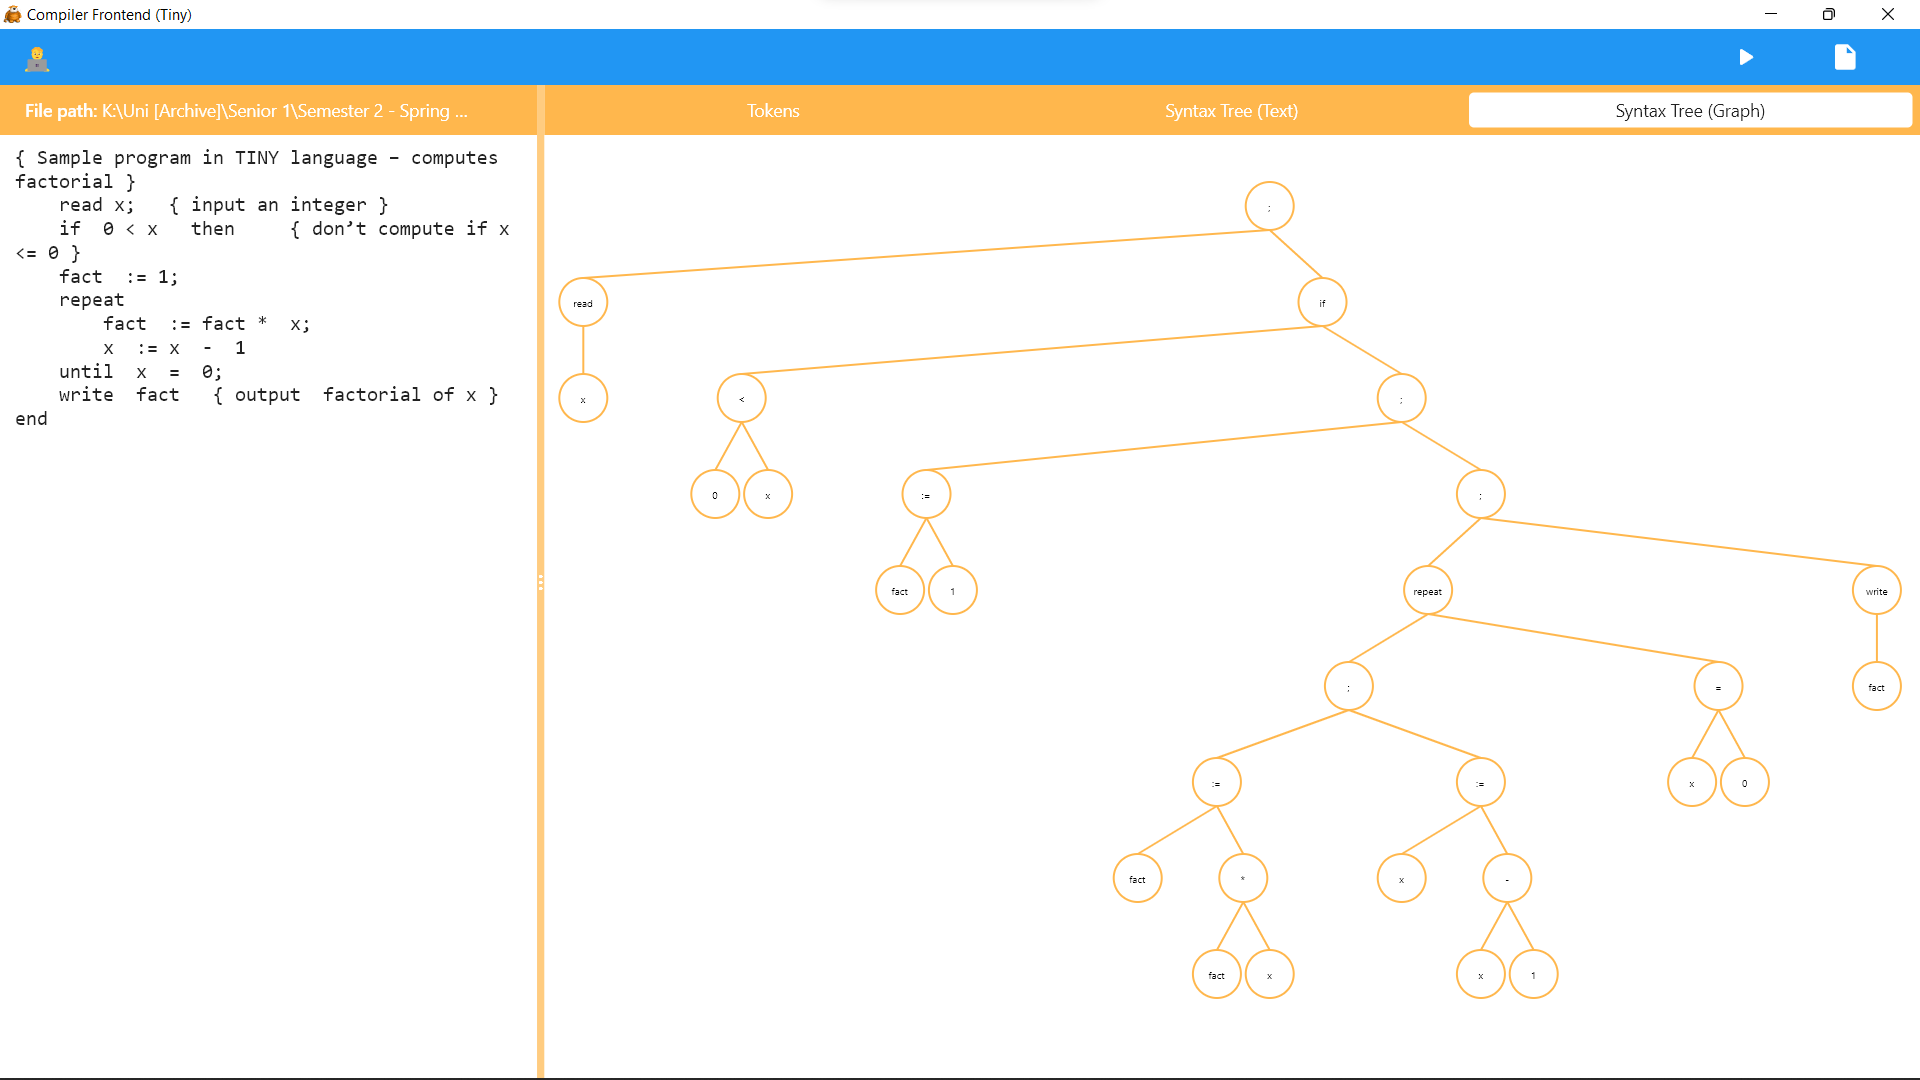 Compiler Frontend (Tiny)
File path: K:\Uni [Archive]\Senior 1\Semester 2 - Spring ...
Tokens
Syntax Tree (Text)
Syntax Tree (Graph)
{ Sample program in TINY language – computes
factorial }
read x; { input an integer }
if 0 < x then { don’t compute if x
<= 0 }
fact := 1;
repeat
fact := fact * x;
x := x - 1
until x = 0;
write fact { output factorial of x }
end
;
read if
x < ;
0 x := ;
fact 1 repeat write
; = fact
:= := x 0
fact * x -
fact x x 1